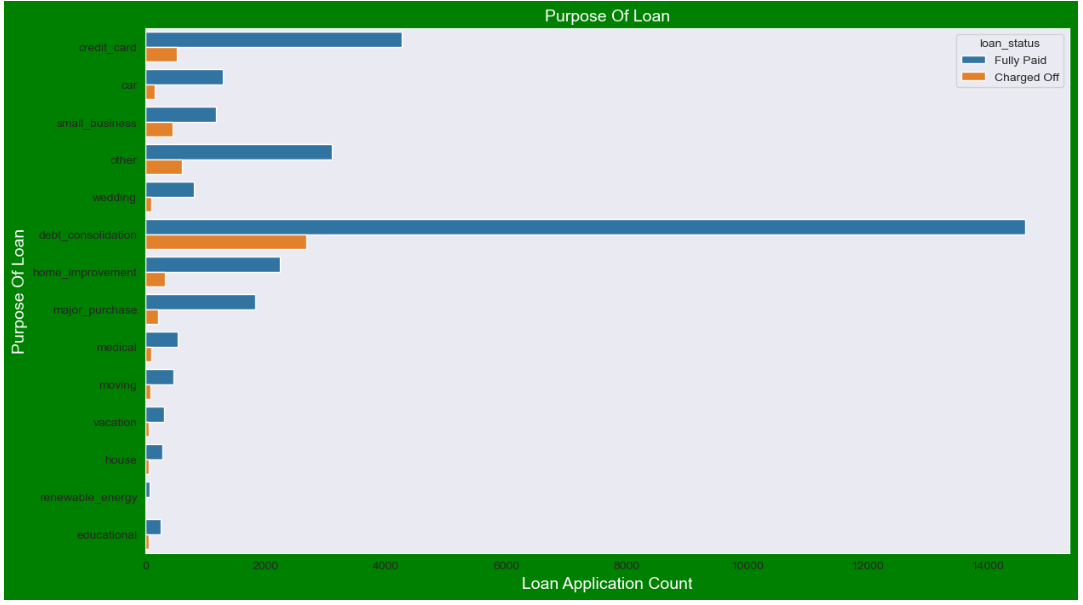 Purpose Of Loan
loan_status
Fully Paid
Charged Off
Purpose Of Loan
credit_card
car
small_business
other
wedding
debt_consolidation
home_improvement
major_purchase
medical
moving
vacation
house
renewable_energy
educational
0 2000 4000 6000 8000 10000 12000 14000
Loan Application Count